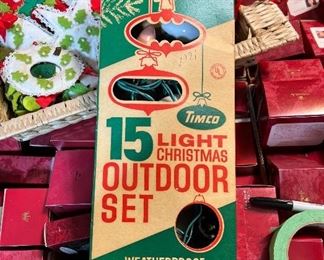 TIMCO
15 LIGHT
CHRISTMAS
OUTDOOR
SET
WEATHERPROOF